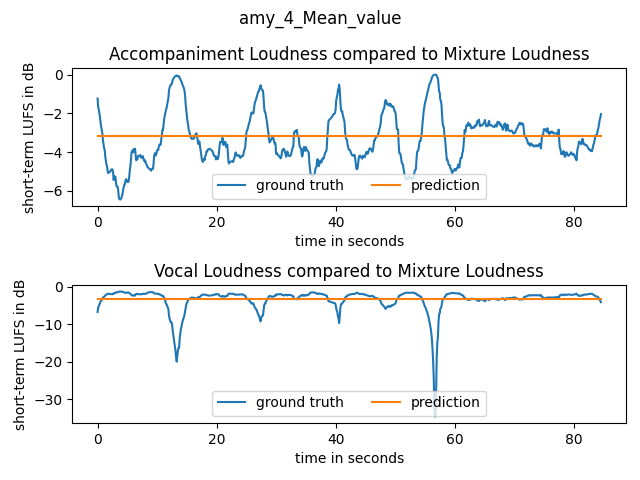 amy_4_Mean_value
Accompaniment Loudness compared to Mixture Loudness
short-term LUFS in dB
0
−2
−4
−6
ground truth
prediction
0
20
40
60
80
time in seconds
Vocal Loudness compared to Mixture Loudness
short-term LUFS in dB
0
−10
−20
−30
ground truth
prediction
0
20
40
60
80
time in seconds